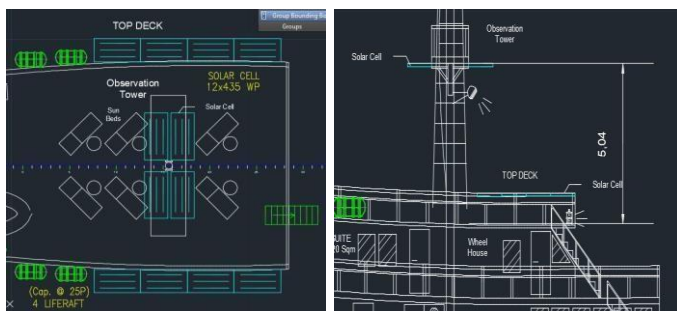 TOP DECK
Group Bounding Bo
Groups
Observation
Tower
SOLAR CELL
12x435 WP
Sun
Beds
Solar Cell
(Cap. @ 25P)
4 LIFERAFT
Observation
Tower
Solar Cell
5,04
TOP DECK
Solar Cell
SUITE
20 Sqm
Wheel
House